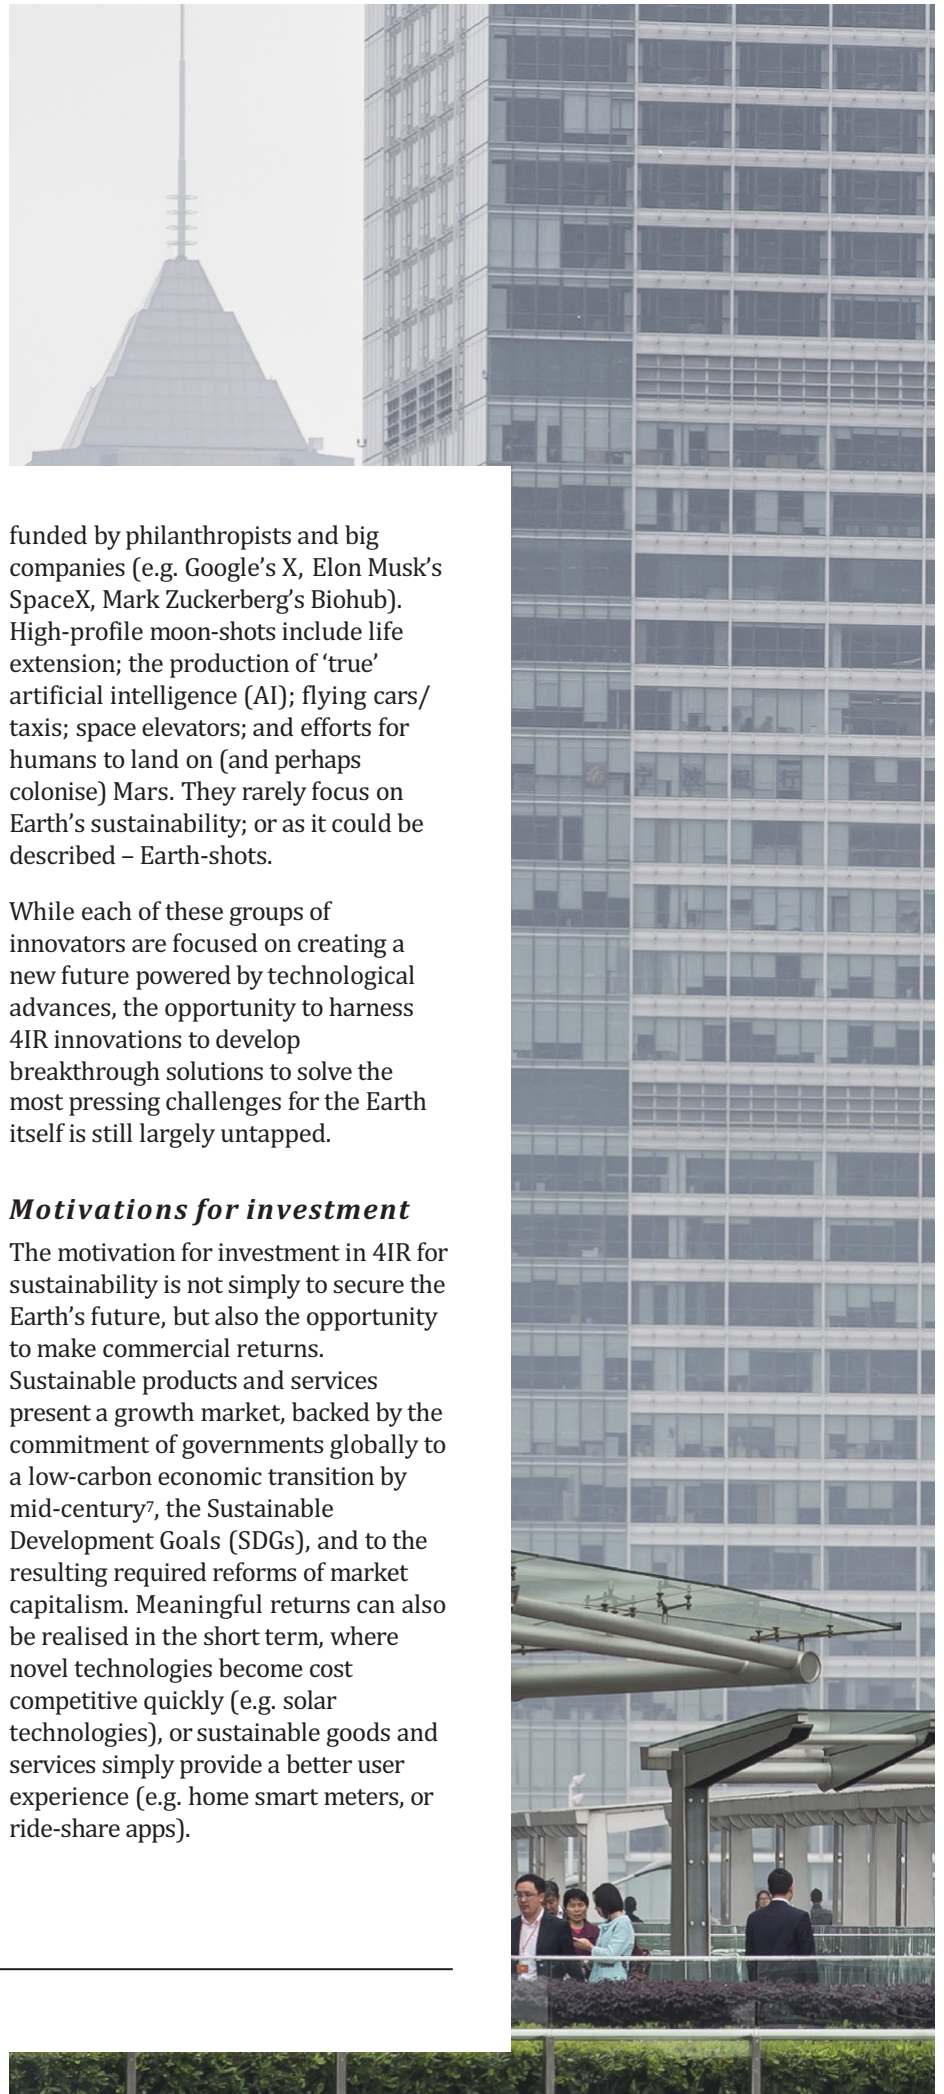 funded by philanthropists and big
companies (e.g. Google’s X, Elon Musk’s
SpaceX, Mark Zuckerberg’s Biohub).
High-profile moon-shots include life
extension; the production of ‘true’
artificial intelligence (AI); flying cars/
taxis; space elevators; and efforts for
humans to land on (and perhaps
colonise) Mars. They rarely focus on
Earth’s sustainability; or as it could be
described – Earth-shots.
While each of these groups of
innovators are focused on creating a
new future powered by technological
advances, the opportunity to harness
4IR innovations to develop
breakthrough solutions to solve the
most pressing challenges for the Earth
itself is still largely untapped.
Motivations for investment
The motivation for investment in 4IR for
sustainability is not simply to secure the
Earth’s future, but also the opportunity
to make commercial returns.
Sustainable products and services
present a growth market, backed by the
commitment of governments globally to
a low-carbon economic transition by
mid-century⁷, the Sustainable
Development Goals (SDGs), and to the
resulting required reforms of market
capitalism. Meaningful returns can also
be realised in the short term, where
novel technologies become cost
competitive quickly (e.g. solar
technologies), or sustainable goods and
services simply provide a better user
experience (e.g. home smart meters, or
ride-share apps).